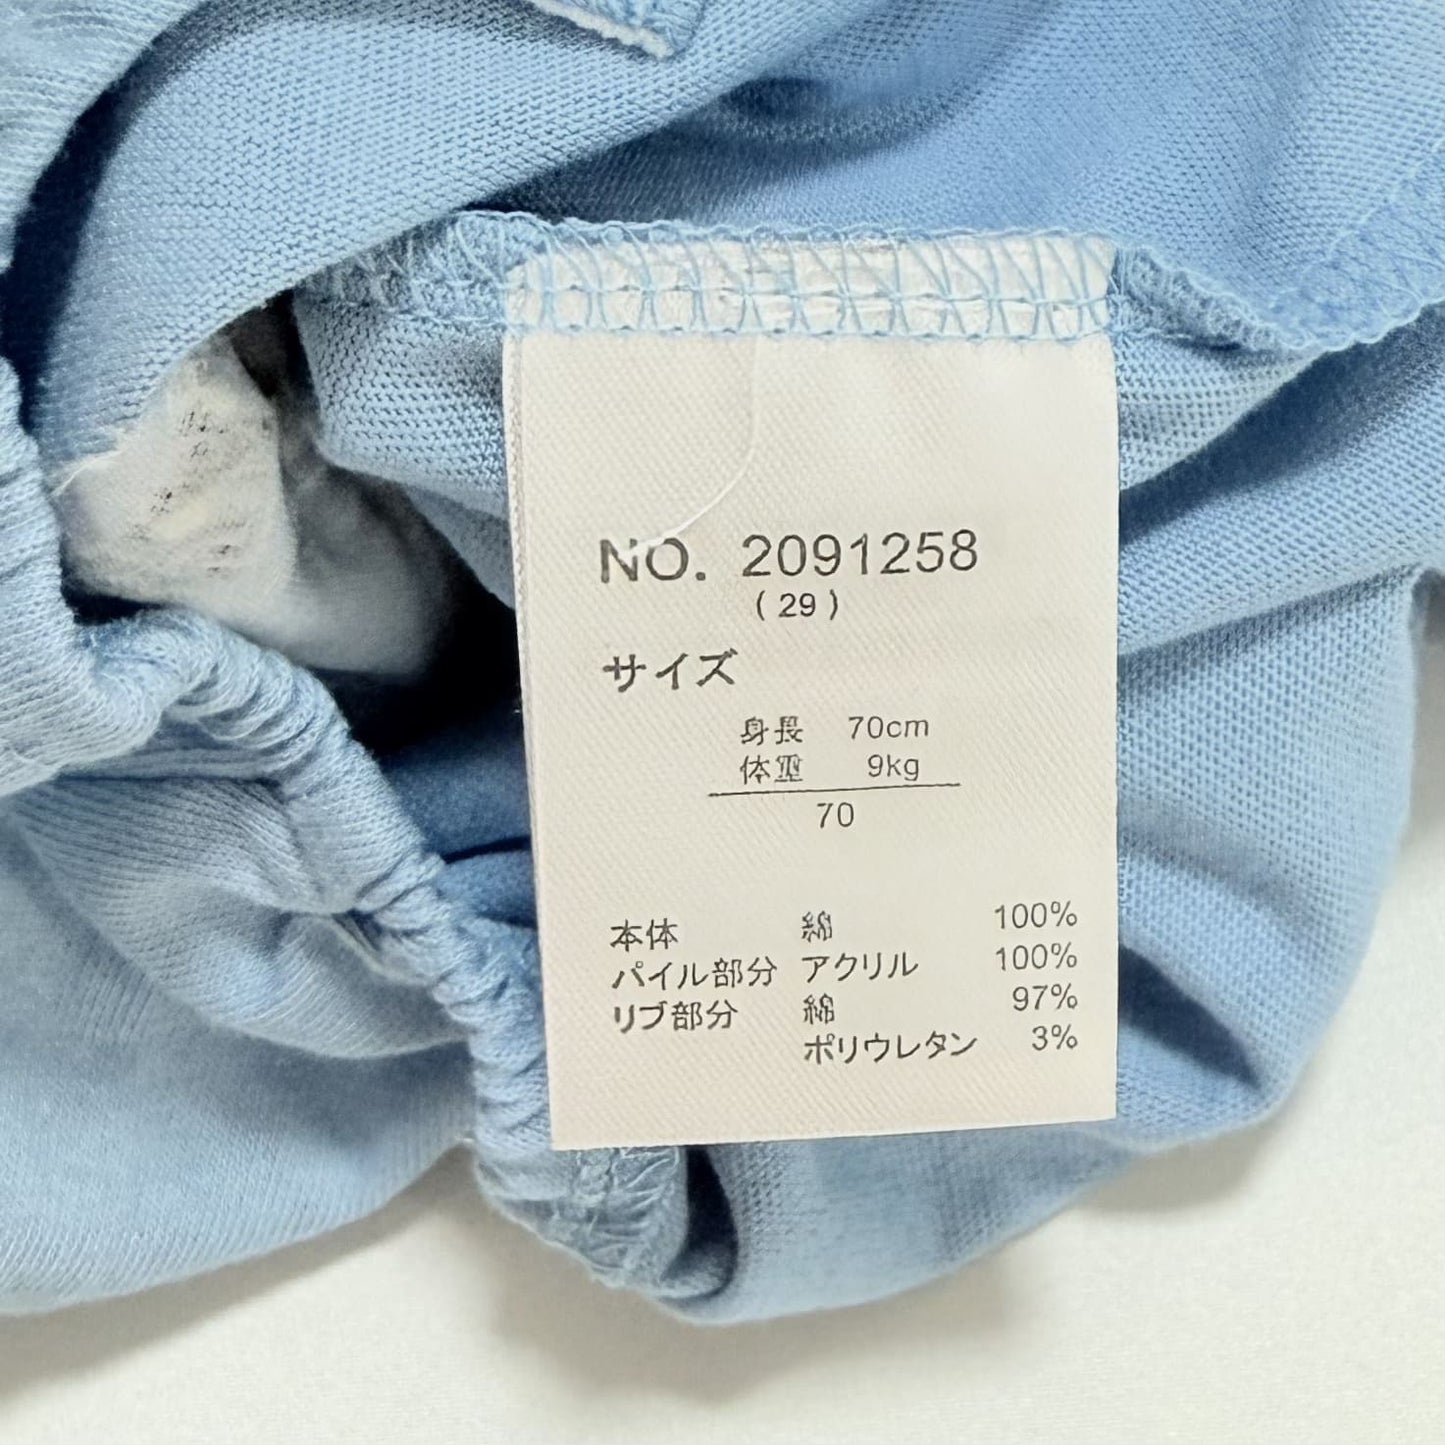 NO. 2091258
(29)
サイズ
身長 70cm
体重 9kg
70
本体 綿 100%
パイル部分 アクリル 100%
リブ部分 綿 97%
ポリウレタン 3%